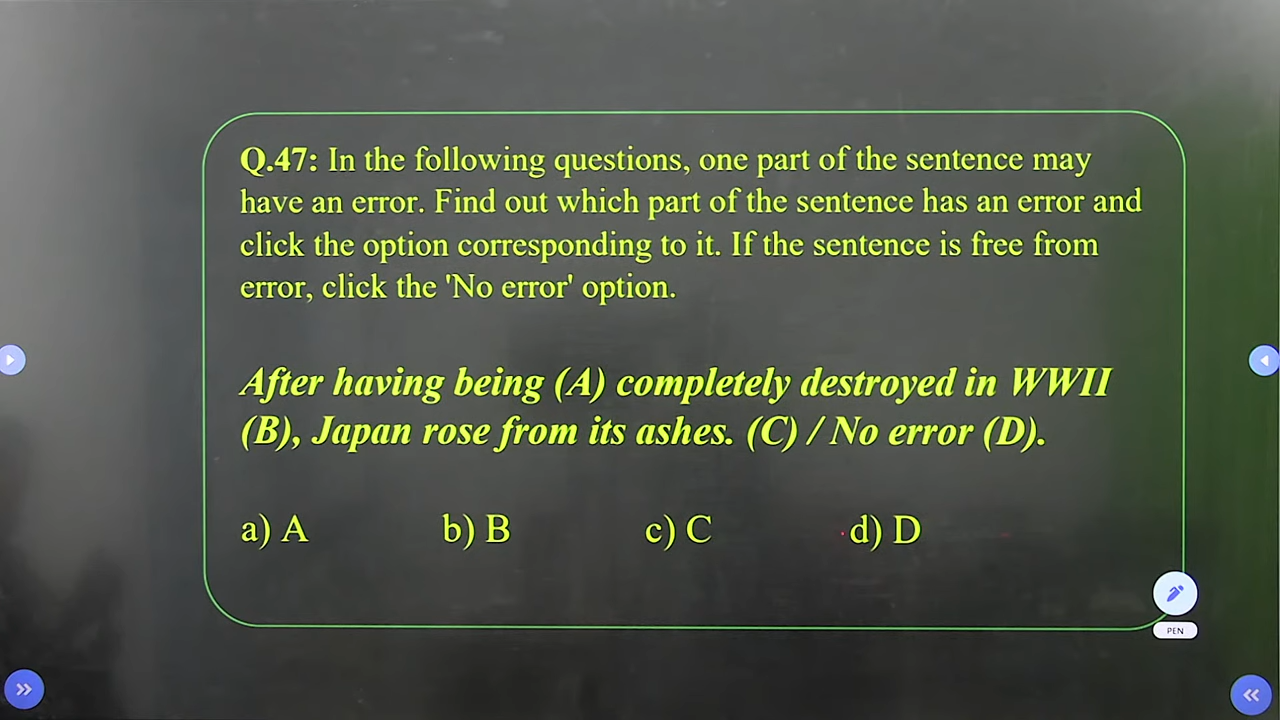 Q.47: In the following questions, one part of the sentence may
have an error. Find out which part of the sentence has an error and
click the option corresponding to it. If the sentence is free from
error, click the 'No error' option.
After having being (A) completely destroyed in WWII
(B), Japan rose from its ashes. (C) / No error (D).
a) A b) B c) C d) D
PEN